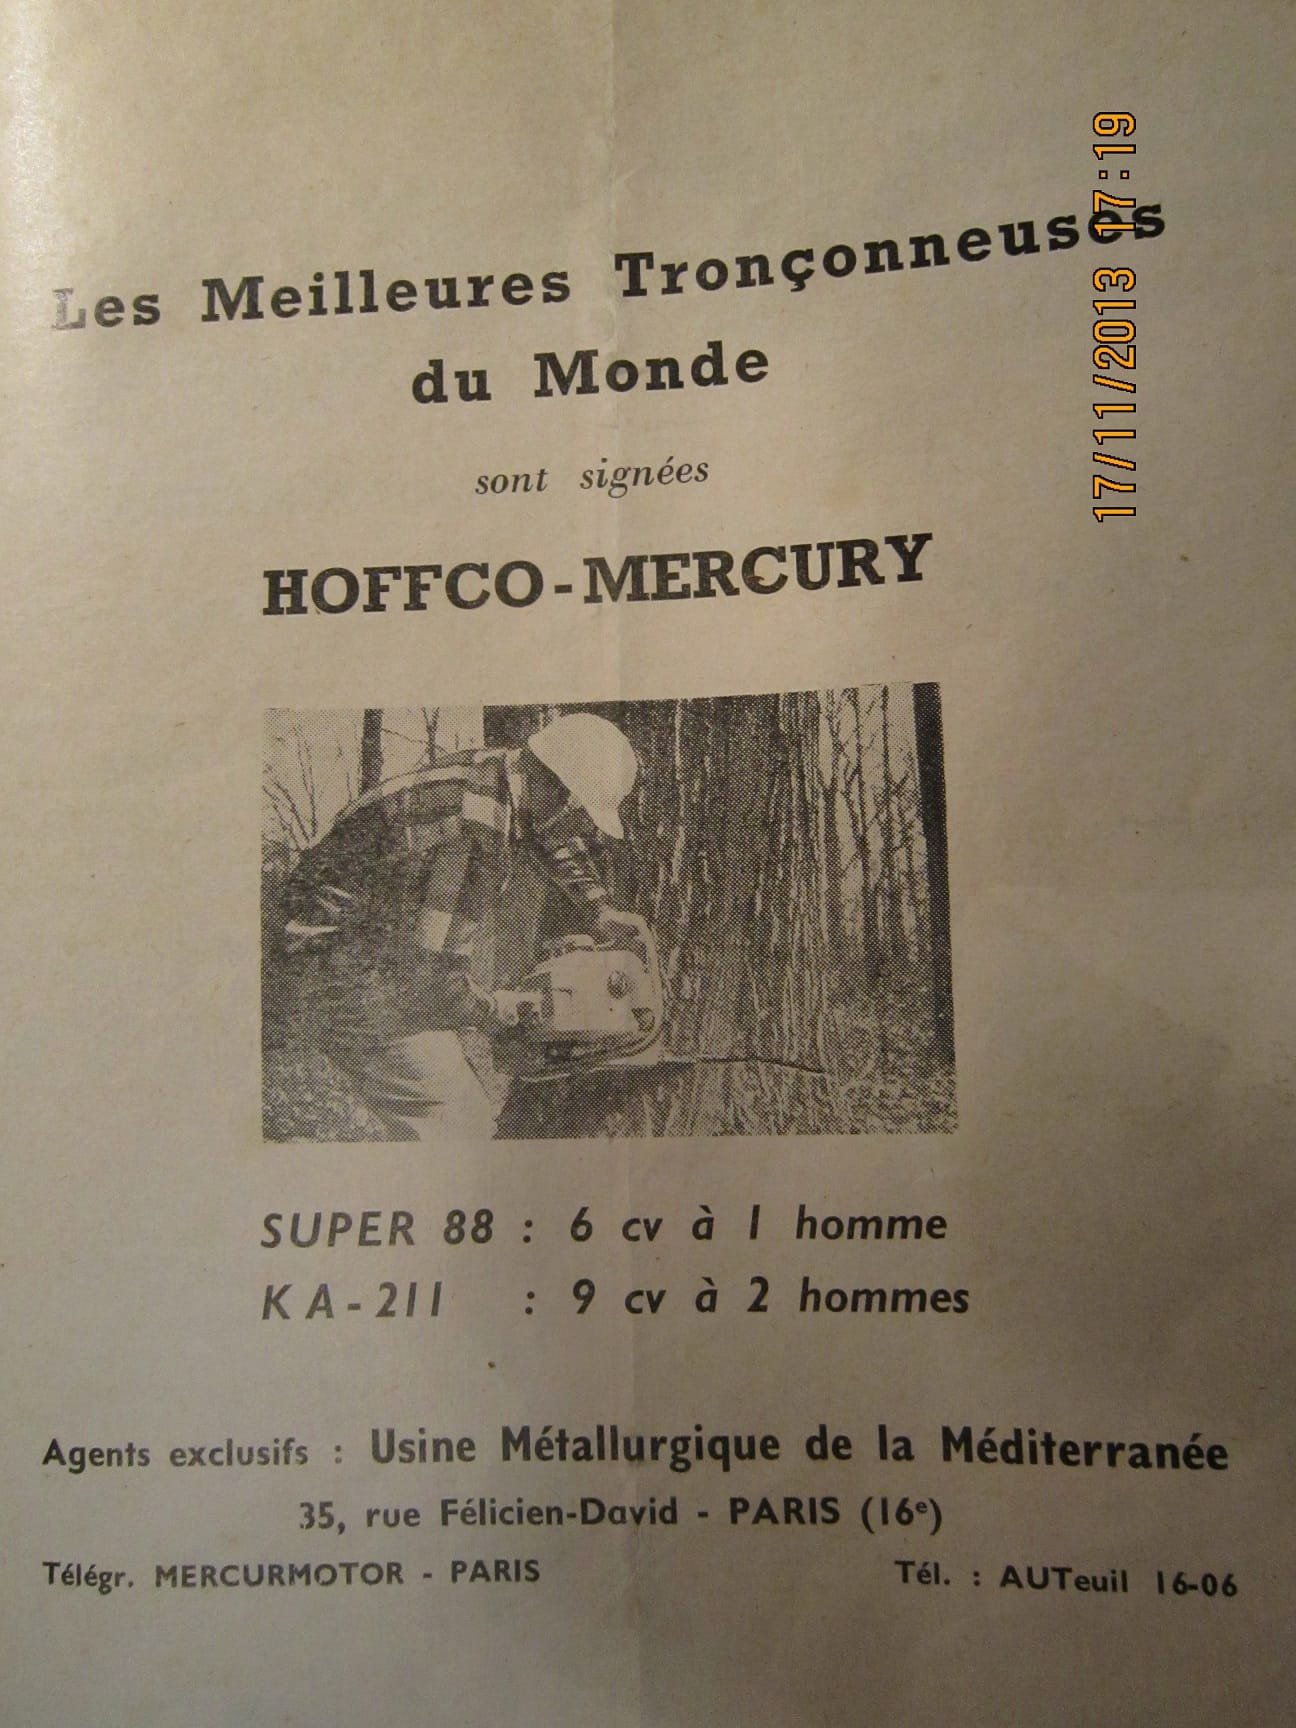 Les Meilleures Tronçonneuses
du Monde
sont signées
HOFFCO-MERCURY
SUPER 88 : 6 cv à 1 homme
KA-211 : 9 cv à 2 hommes
Agents exclusifs : Usine Métallurgique de la Méditerranée
35, rue Félicien-David - PARIS (16e)
Télégr. MERCURMOTOR - PARIS Tél. : AUTeuil 16-06
17/11/2013 17:19